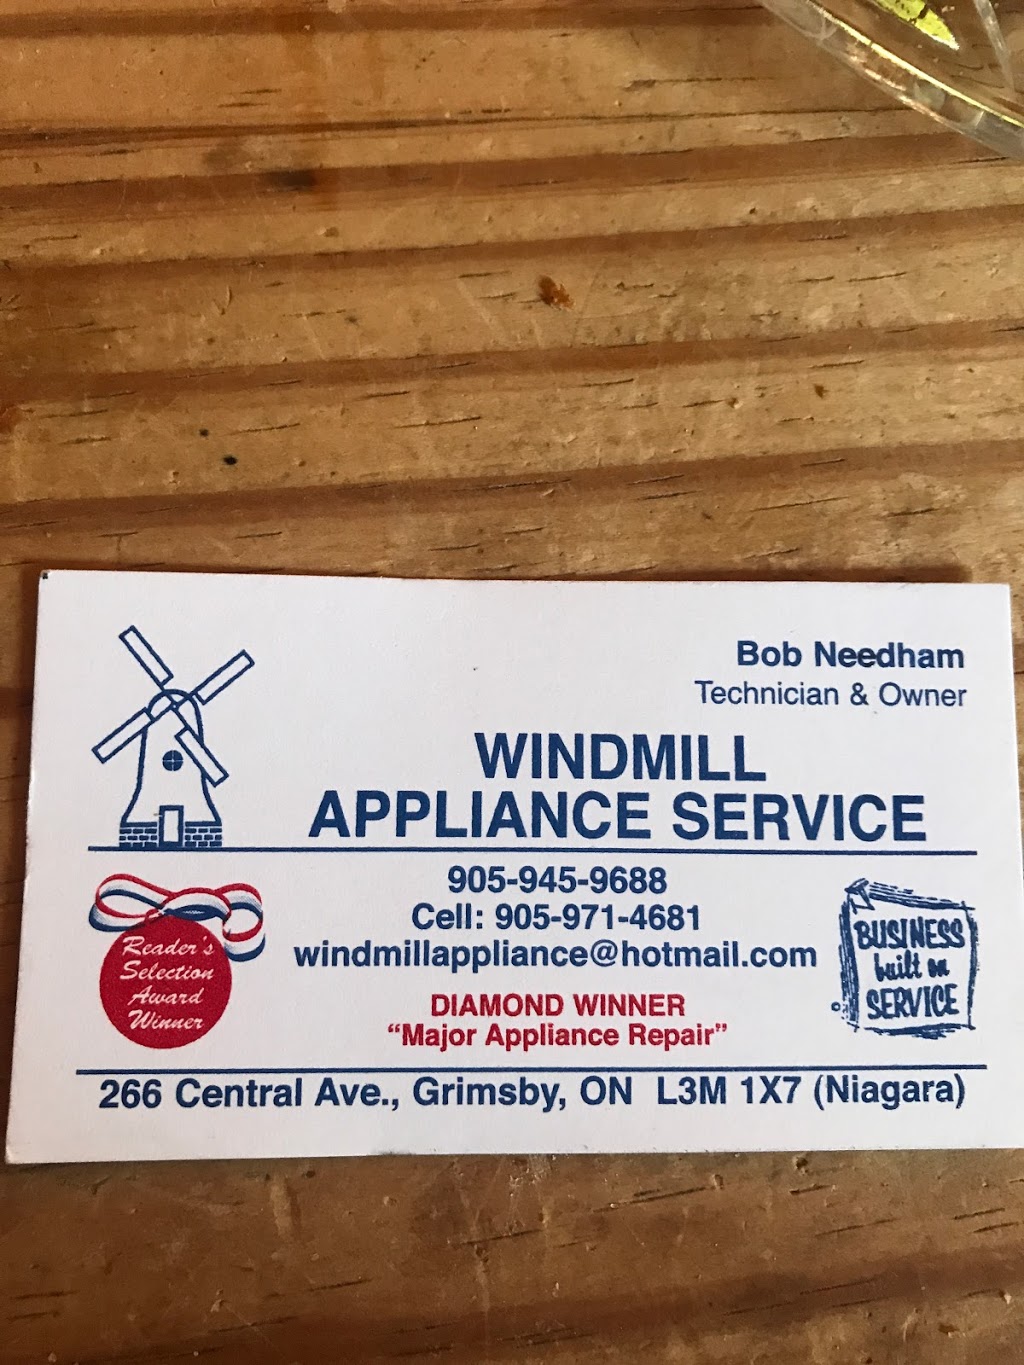 Bob Needham
Technician & Owner
WINDMILL
APPLIANCE SERVICE
905-945-9688
Cell: 905-971-4681
windmillappliance@hotmail.com
DIAMOND WINNER
“Major Appliance Repair”
Reader's
Selection
Award
Winner
BUSINESS
built on
SERVICE
266 Central Ave., Grimsby, ON L3M 1X7 (Niagara)